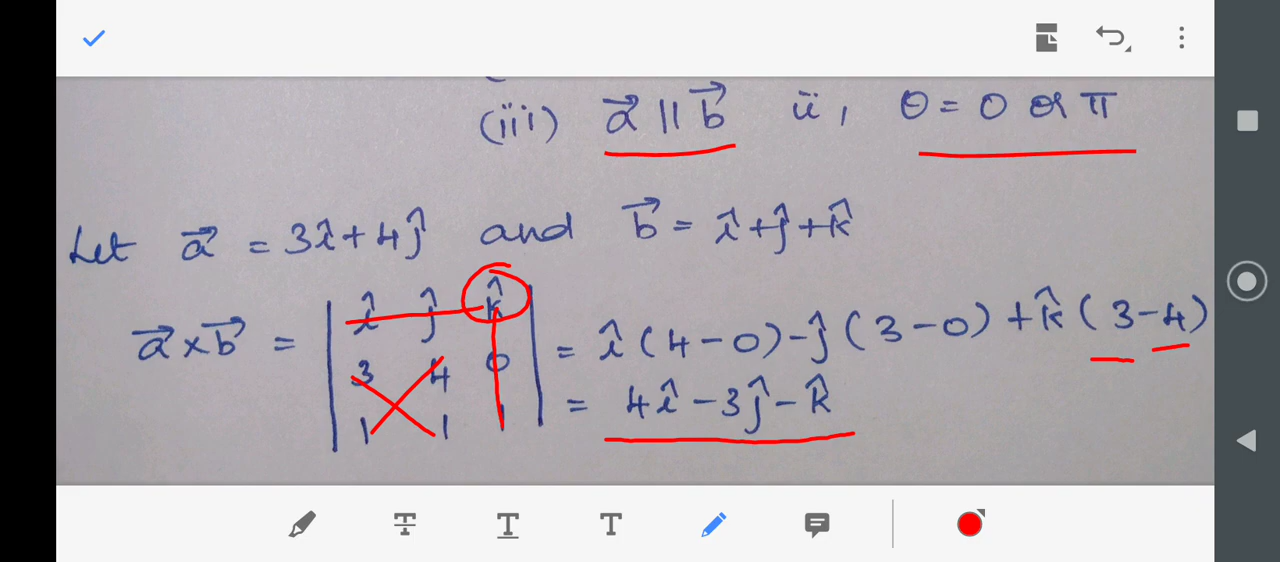 (iii) a⃗ || b⃗ ii, θ = 0 or π
Let a⃗ = 3î + 4ĵ and b⃗ = î + ĵ + k̂
a⃗ × b⃗ = | î ĵ k̂ | = î (4 - 0) - ĵ (3 - 0) + k̂ (3 - 4)
| 3 4 0 |
| 1 1 1 | = 4î - 3ĵ - k̂
T T T